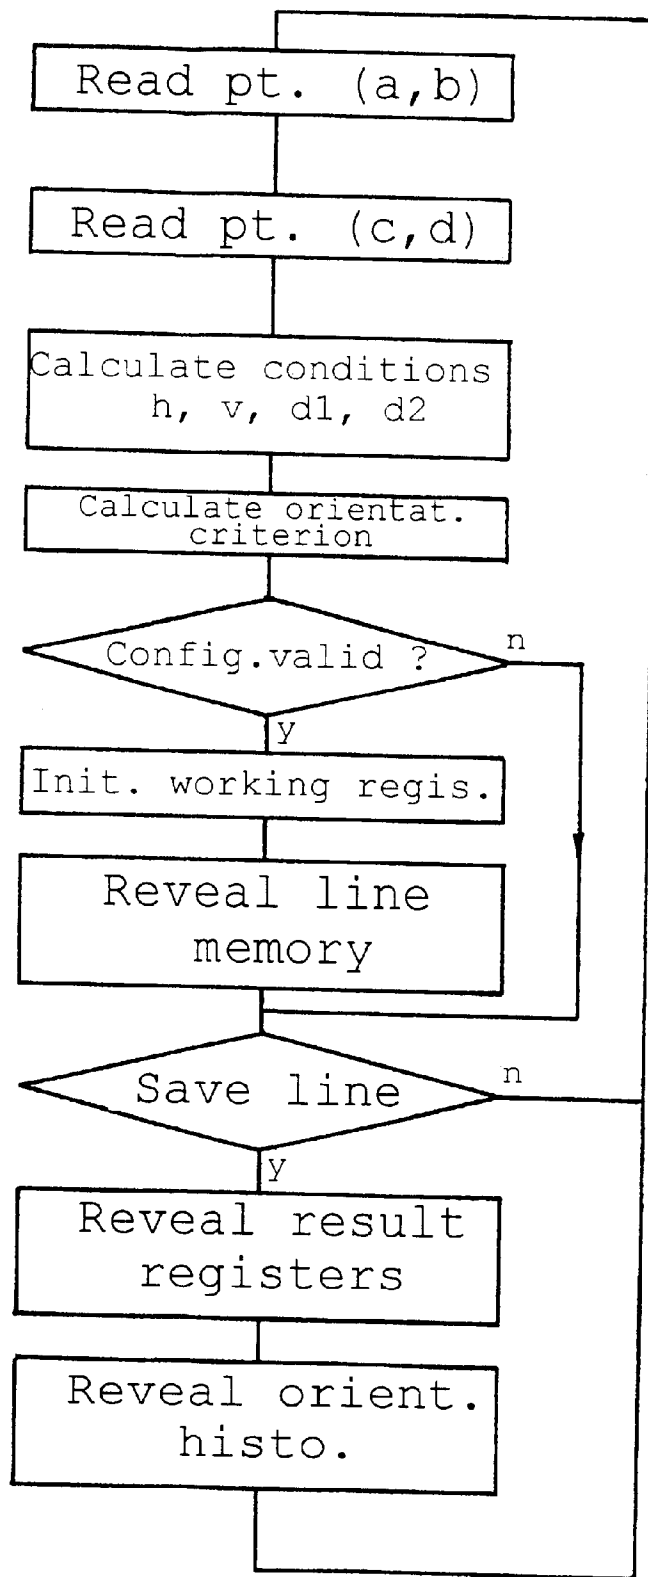 Read pt. (a,b)
Read pt. (c,d)
Calculate conditions
h, v, d1, d2
Calculate orientat.
criterion
Config.valid ?
n
y
Init. working regis.
Reveal line
memory
Save line
n
y
Reveal result
registers
Reveal orient.
histo.